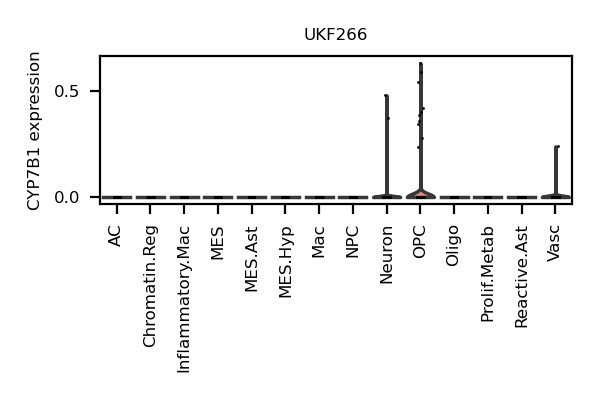 UKF266
CYP7B1 expression
0.5
0.0
AC
Chromatin.Reg
Inflammatory.Mac
MES
MES.Ast
MES.Hyp
Mac
NPC
Neuron
OPC
Oligo
Prolif.Metab
Reactive.Ast
Vasc